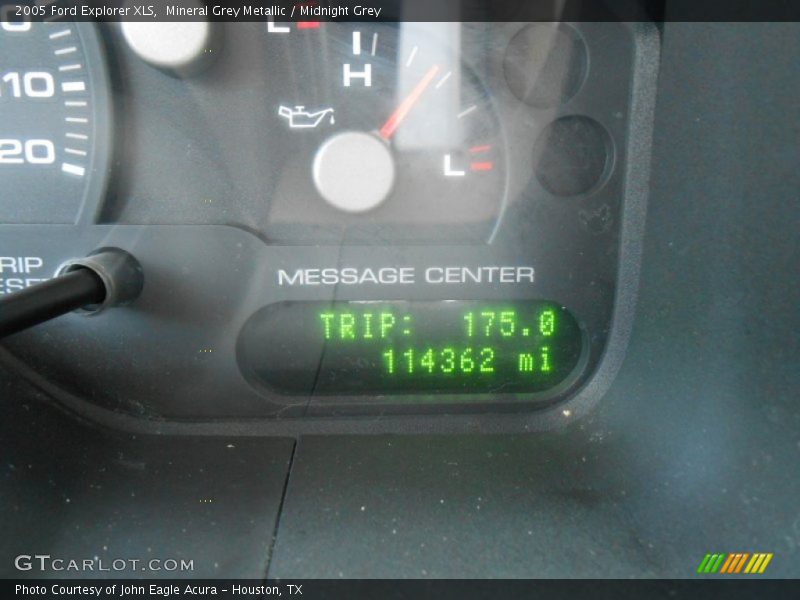 2005 Ford Explorer XLS,  Mineral Grey Metallic / Midnight Grey
L
10
20
H
L
RIP
MESSAGE CENTER
TRIP: 175.0
114362 mi
GTCARLOT.COM
Photo Courtesy of John Eagle Acura - Houston, TX